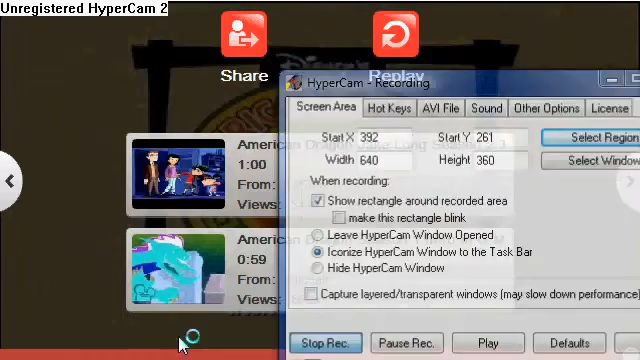 Unregistered HyperCam 2
Share
Replay
HyperCam - Recording
Screen Area
Hot Keys
AVI File
Sound
Other Options
License
Start X 392
Start Y 261
Select Region
Width 640
Height 360
Select Window
When recording:
Show rectangle around recorded area
make this rectangle blink
Leave HyperCam Window Opened
Iconize HyperCam Window to the Task Bar
Hide HyperCam Window
Capture layered/transparent windows (may slow down performance)
Stop Rec.
Pause Rec.
Play
Defaults
American Dragon Jake Long
1:00
From:
Views:
American Dr
0:59
From:
Views: